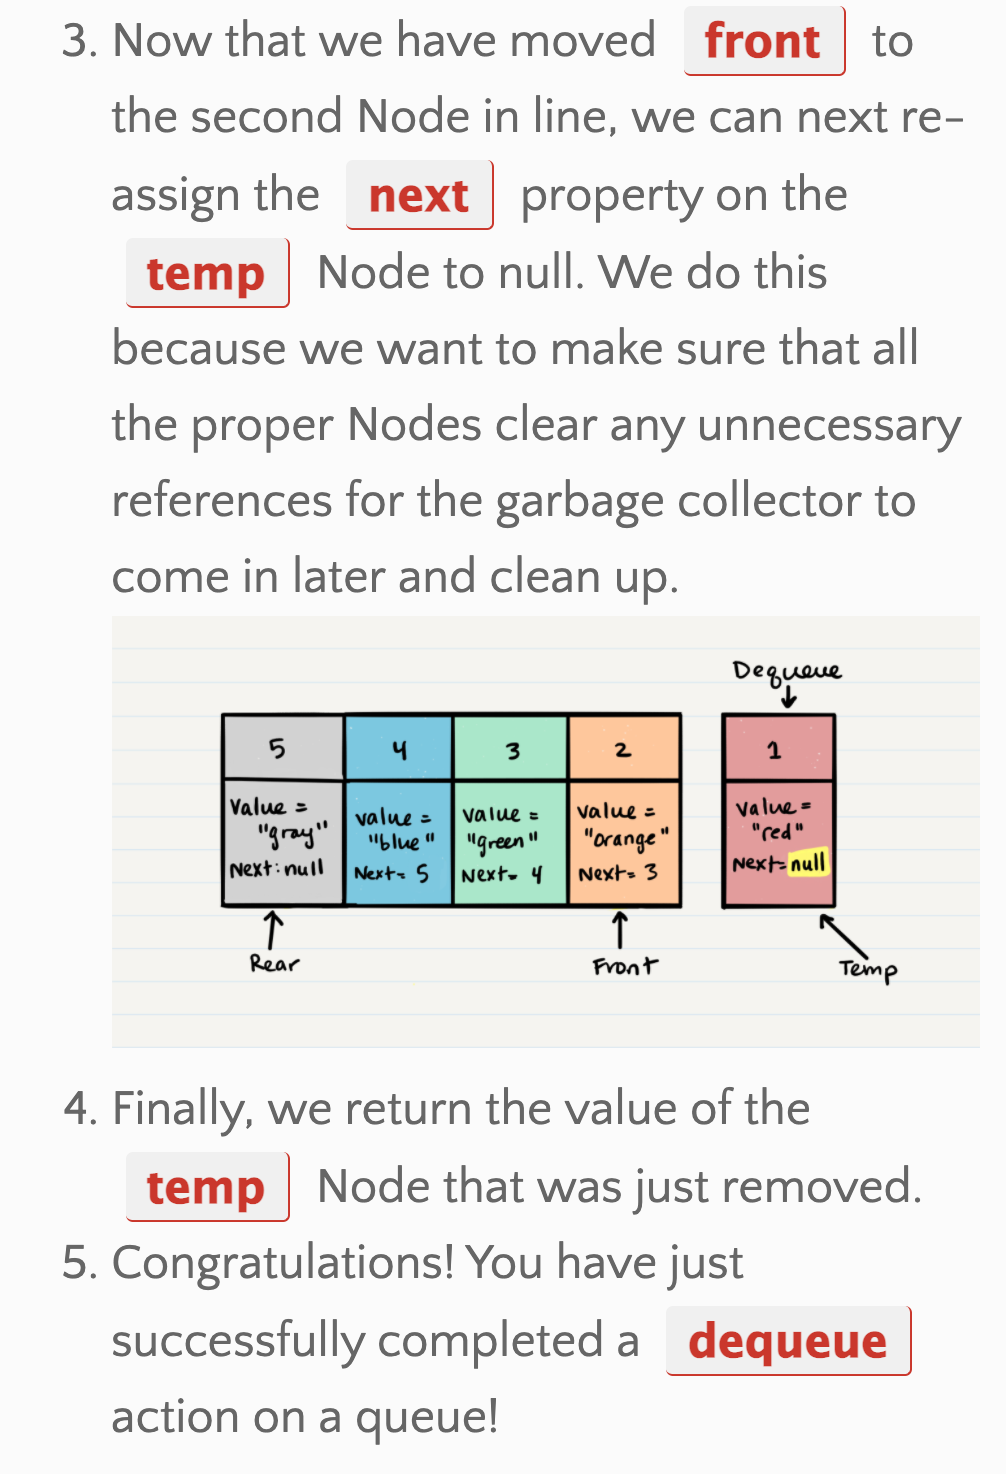 3. Now that we have moved front to
the second Node in line, we can next re-
assign the next property on the
temp Node to null. We do this
because we want to make sure that all
the proper Nodes clear any unnecessary
references for the garbage collector to
come in later and clean up.
Dequeue
5 4 3 2 1
value = "gray" Next: null
value = "blue" Next= 5
value = "green" Next= 4
value = "orange" Next= 3
value = "red" Next= null
Rear
Front
Temp
4. Finally, we return the value of the
temp Node that was just removed.
5. Congratulations! You have just
successfully completed a dequeue
action on a queue!